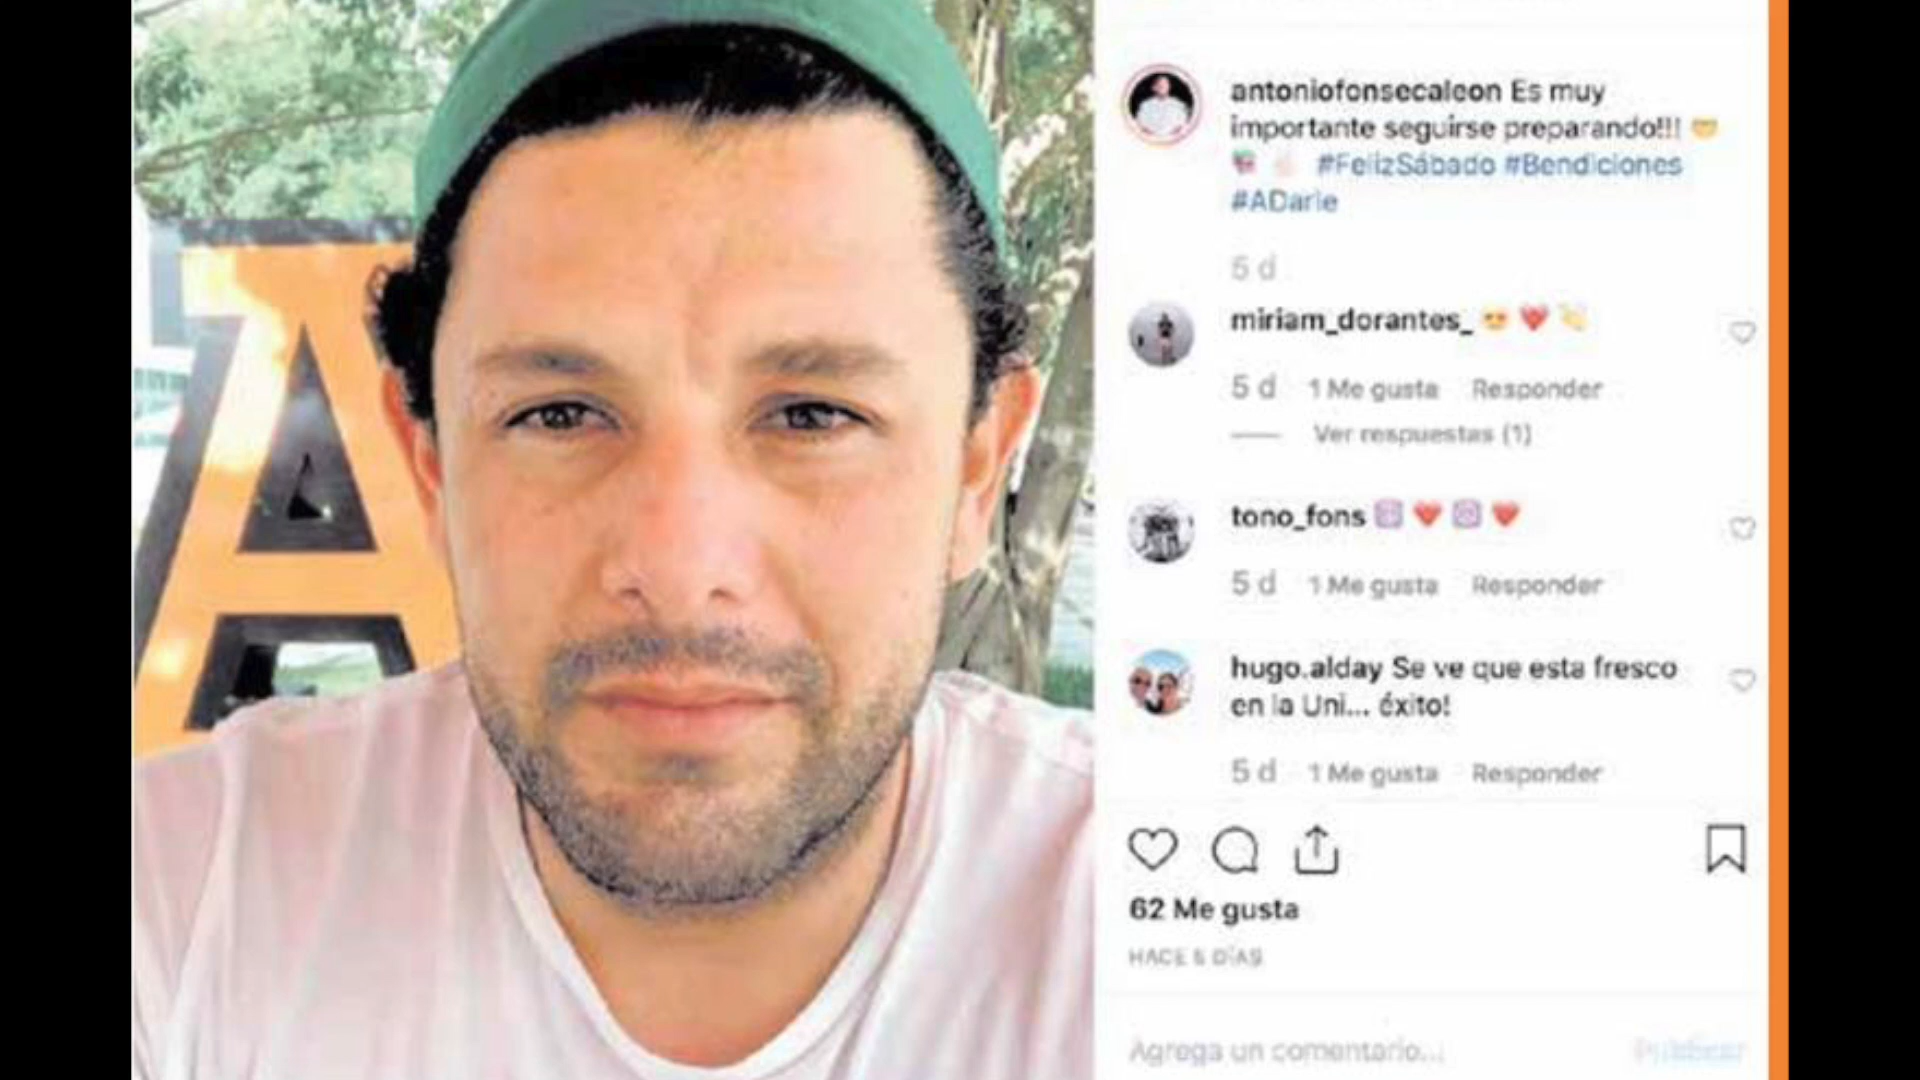 antoniofonsecaleon Es muy
importante seguirse preparando!!!
#FelizSábado #Bendiciones
#ADarle
5 d
miriam_dorantes_
5 d 1 Me gusta Responder
Ver respuestas (1)
tono_fons
5 d 1 Me gusta Responder
hugo.alday Se ve que esta fresco
en la Uni... éxito!
5 d 1 Me gusta Responder
62 Me gusta
HACE 5 DÍAS
Agrega un comentario...
Publicar
A